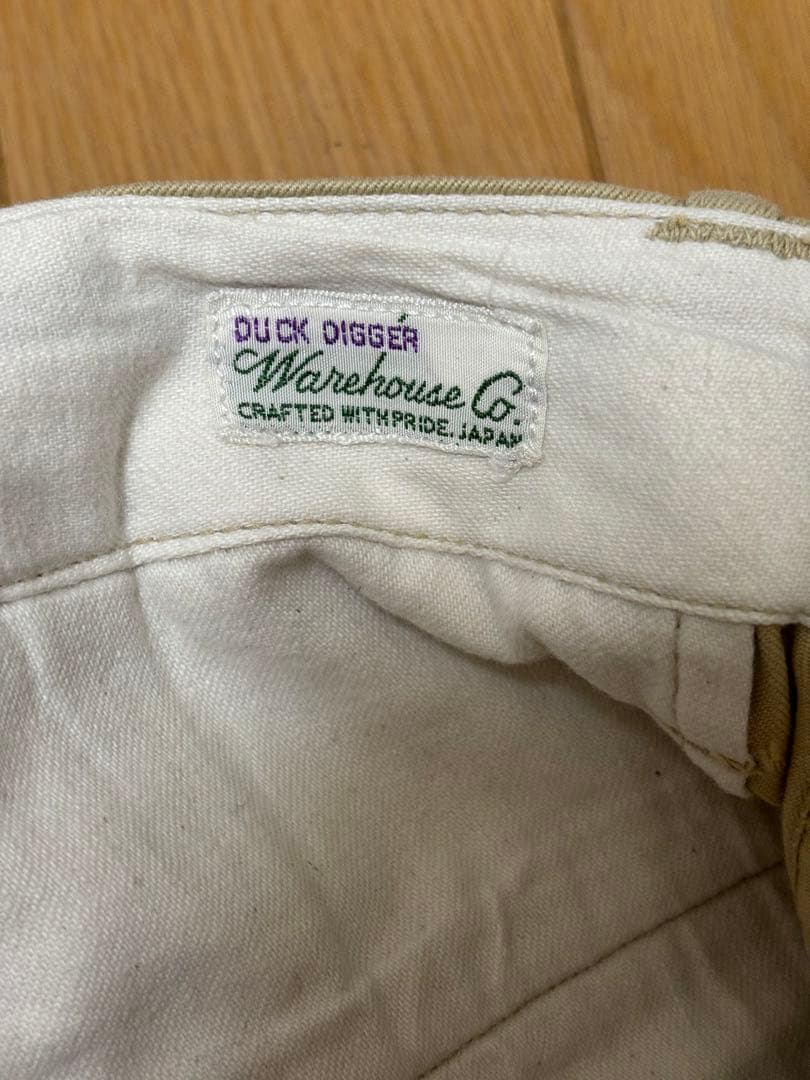 DUCK DIGGER
Warehouse Co.
CRAFTED WITH PRIDE. JAPAN